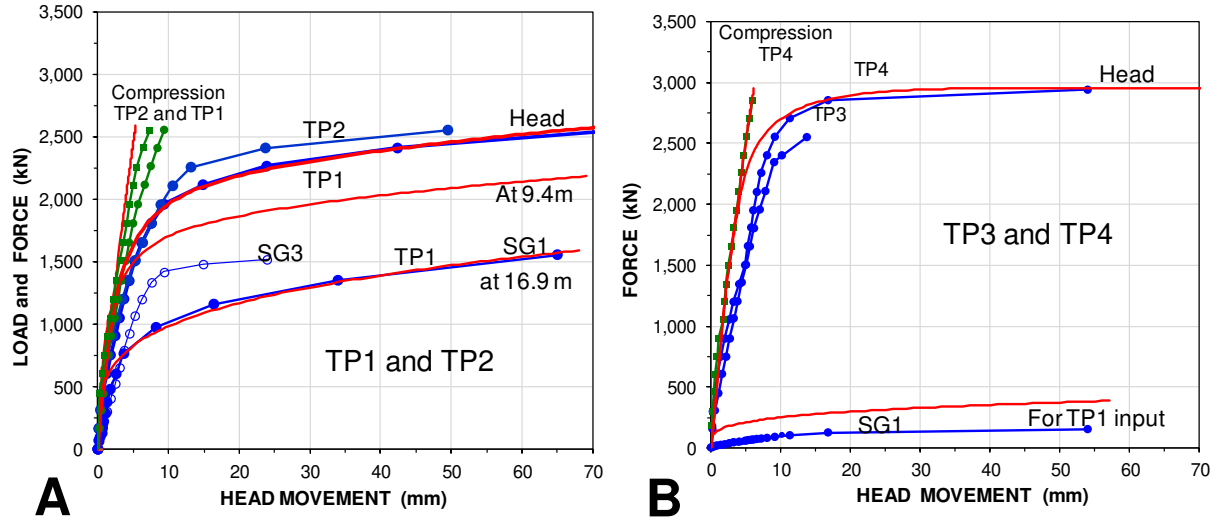 3,500
3,000
2,500
2,000
1,500
1,000
500
0
LOAD and FORCE (kN)
Compression
TP2 and TP1
TP2
Head
TP1
At 9.4m
SG3
TP1
SG1
at 16.9 m
TP1 and TP2
0
10
20
30
40
50
60
70
HEAD MOVEMENT (mm)
A
3,500
3,000
2,500
2,000
1,500
1,000
500
0
FORCE (kN)
Compression
TP4
TP4
Head
TP3
TP3 and TP4
SG1
For TP1 input
0
10
20
30
40
50
60
70
HEAD MOVEMENT (mm)
B